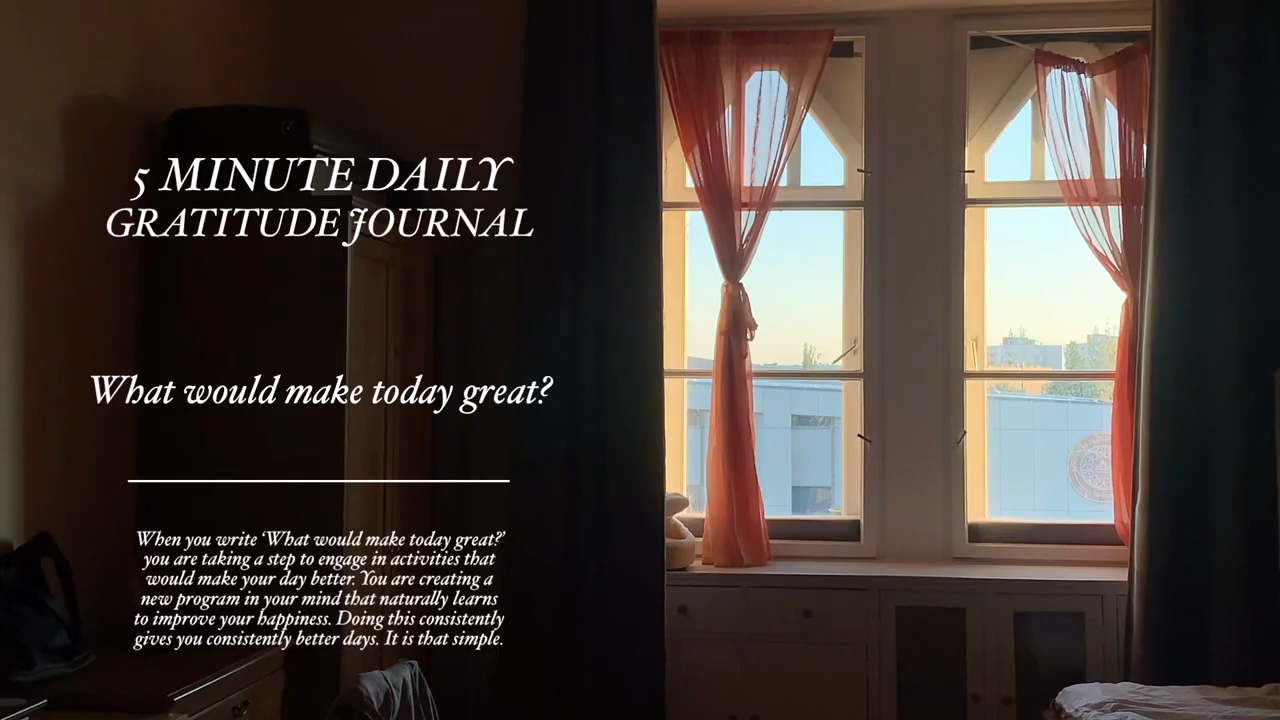 5 MINUTE DAILY
GRATITUDE JOURNAL
What would make today great?
When you write ‘What would make today great?’
you are taking a step to engage in activities that
would make your day better. You are creating a
new program in your mind that naturally learns
to improve your happiness. Doing this consistently
gives you consistently better days. It is that simple.